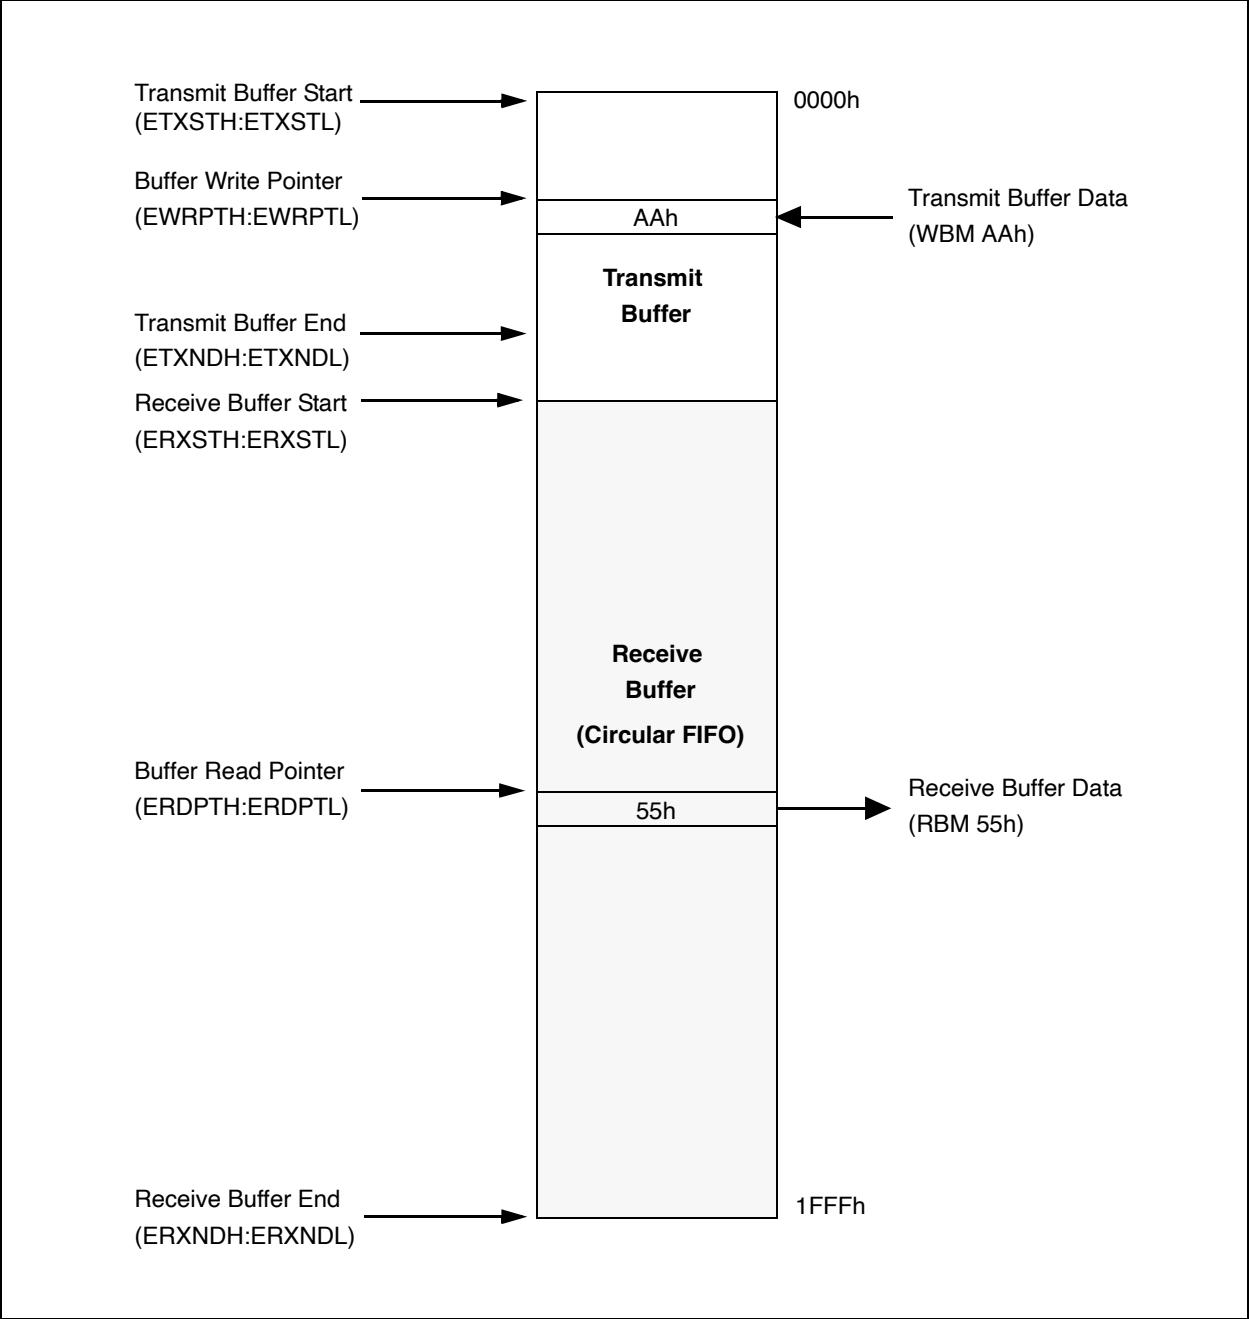 Transmit Buffer Start
(ETXSTH:ETXSTL)
0000h
Buffer Write Pointer
(EWRPTH:EWRPTL)
AAh
Transmit Buffer Data
(WBM AAh)
Transmit
Buffer
Transmit Buffer End
(ETXNDH:ETXNDL)
Receive Buffer Start
(ERXSTH:ERXSTL)
Receive
Buffer
(Circular FIFO)
Buffer Read Pointer
(ERDPTH:ERDPTL)
55h
Receive Buffer Data
(RBM 55h)
Receive Buffer End
(ERXNDH:ERXNDL)
1FFFh